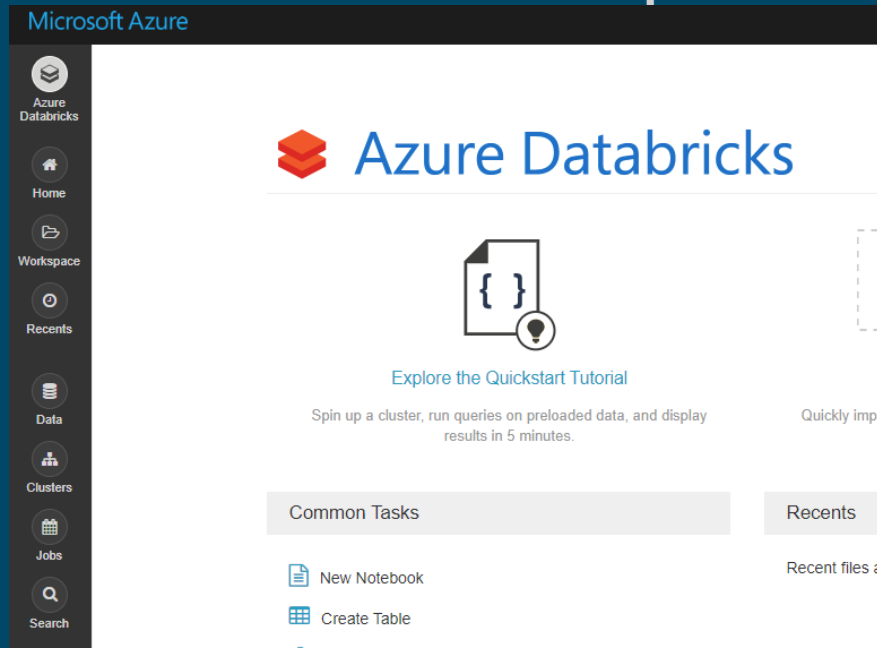 Microsoft Azure
Azure
Databricks
Home
Workspace
Recents
Data
Clusters
Jobs
Search
Azure Databricks
Explore the Quickstart Tutorial
Spin up a cluster, run queries on preloaded data, and display
results in 5 minutes.
Quickly imp
Common Tasks
New Notebook
Create Table
Recents
Recent files a